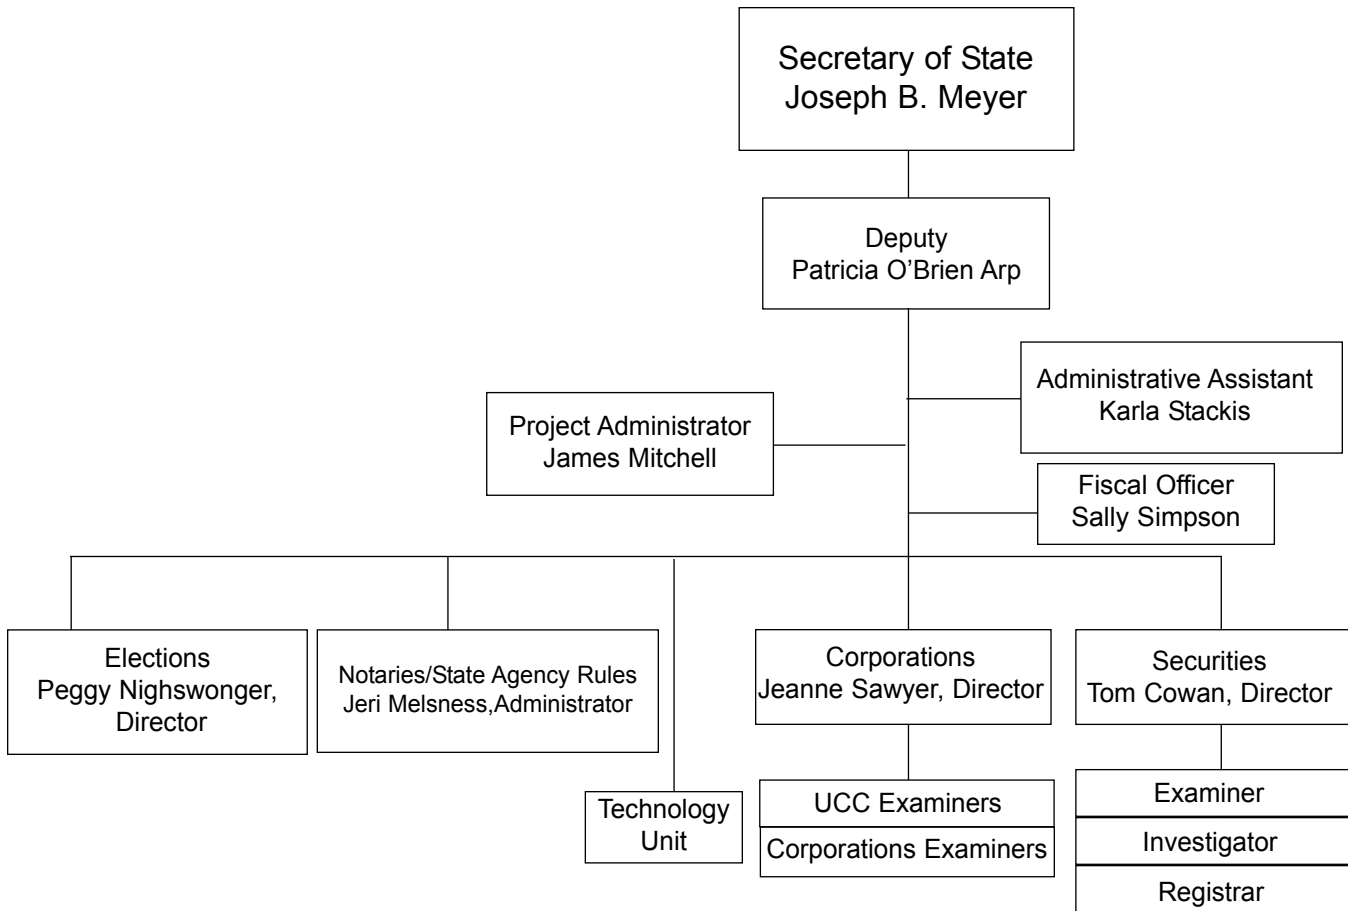 Secretary of State
Joseph B. Meyer
Deputy
Patricia O’Brien Arp
Administrative Assistant
Karla Stackis
Project Administrator
James Mitchell
Fiscal Officer
Sally Simpson
Elections
Peggy Nighswonger,
Director
Notaries/State Agency Rules
Jeri Melsness,Administrator
Technology
Unit
Corporations
Jeanne Sawyer, Director
UCC Examiners
Corporations Examiners
Securities
Tom Cowan, Director
Examiner
Investigator
Registrar